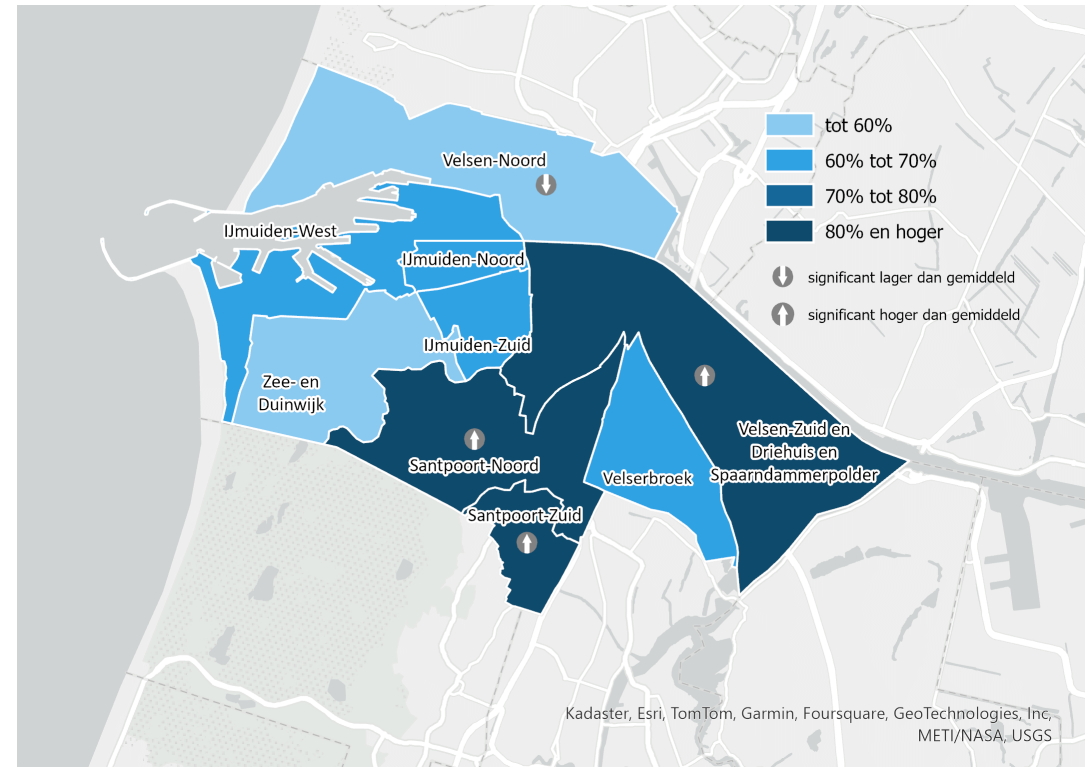 tot 60%
60% tot 70%
70% tot 80%
80% en hoger
significant lager dan gemiddeld
significant hoger dan gemiddeld
Velsen-Noord
IJmuiden-West
IJmuiden-Noord
IJmuiden-Zuid
Zee- en
Duinwijk
Velsen-Zuid en
Driehuis en
Spaarndammerpolder
Santpoort-Noord
Velserbroek
Santpoort-Zuid
Kadaster, Esri, TomTom, Garmin, Foursquare, GeoTechnologies, Inc,
METI/NASA, USGS